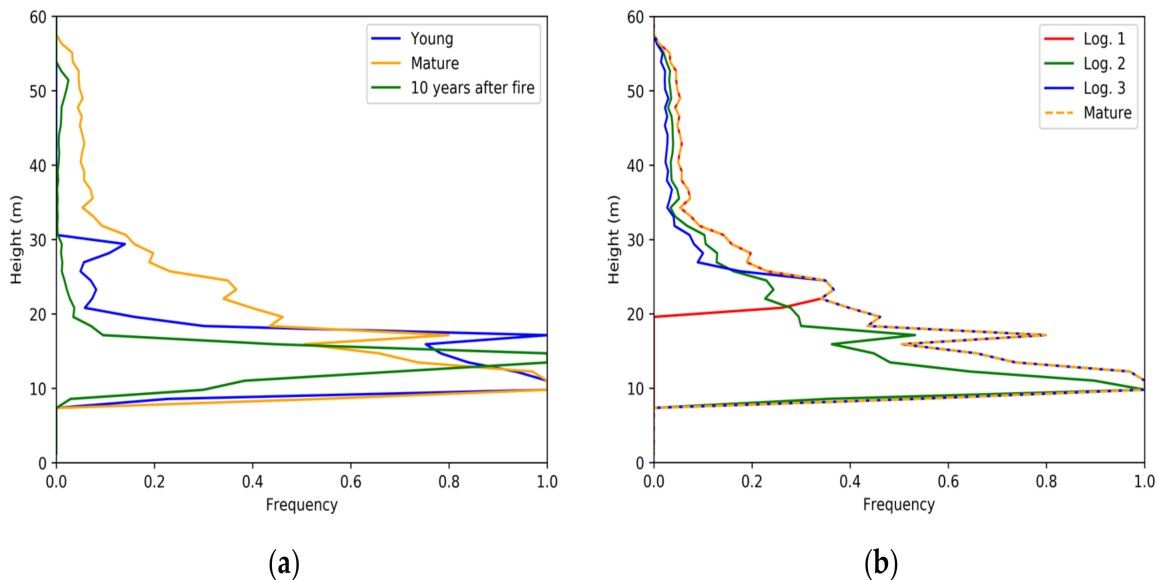 60
50
40
30
20
10
0
Height (m)
0.0 0.2 0.4 0.6 0.8 1.0
Frequency
Young
Mature
10 years after fire
(a)
60
50
40
30
20
10
0
Height (m)
0.0 0.2 0.4 0.6 0.8 1.0
Frequency
Log. 1
Log. 2
Log. 3
Mature
(b)